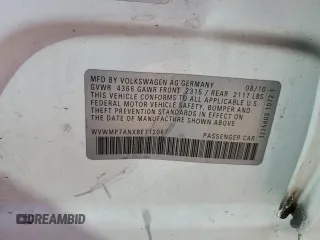 MFD BY VOLKSWAGEN AG GERMANY 08/10
GVWR 4366 GAWR FRONT 2315 / REAR 2117 LBS
THIS VEHICLE CONFORMS TO ALL APPLICABLE U.S.
FEDERAL MOTOR VEHICLE SAFETY, BUMPER AND
THEFT PREVENTION STANDARDS IN EFFECT ON THE
DATE OF MANUFACTURE SHOWN ABOVE.
PASSENGER CAR
DREAMBID